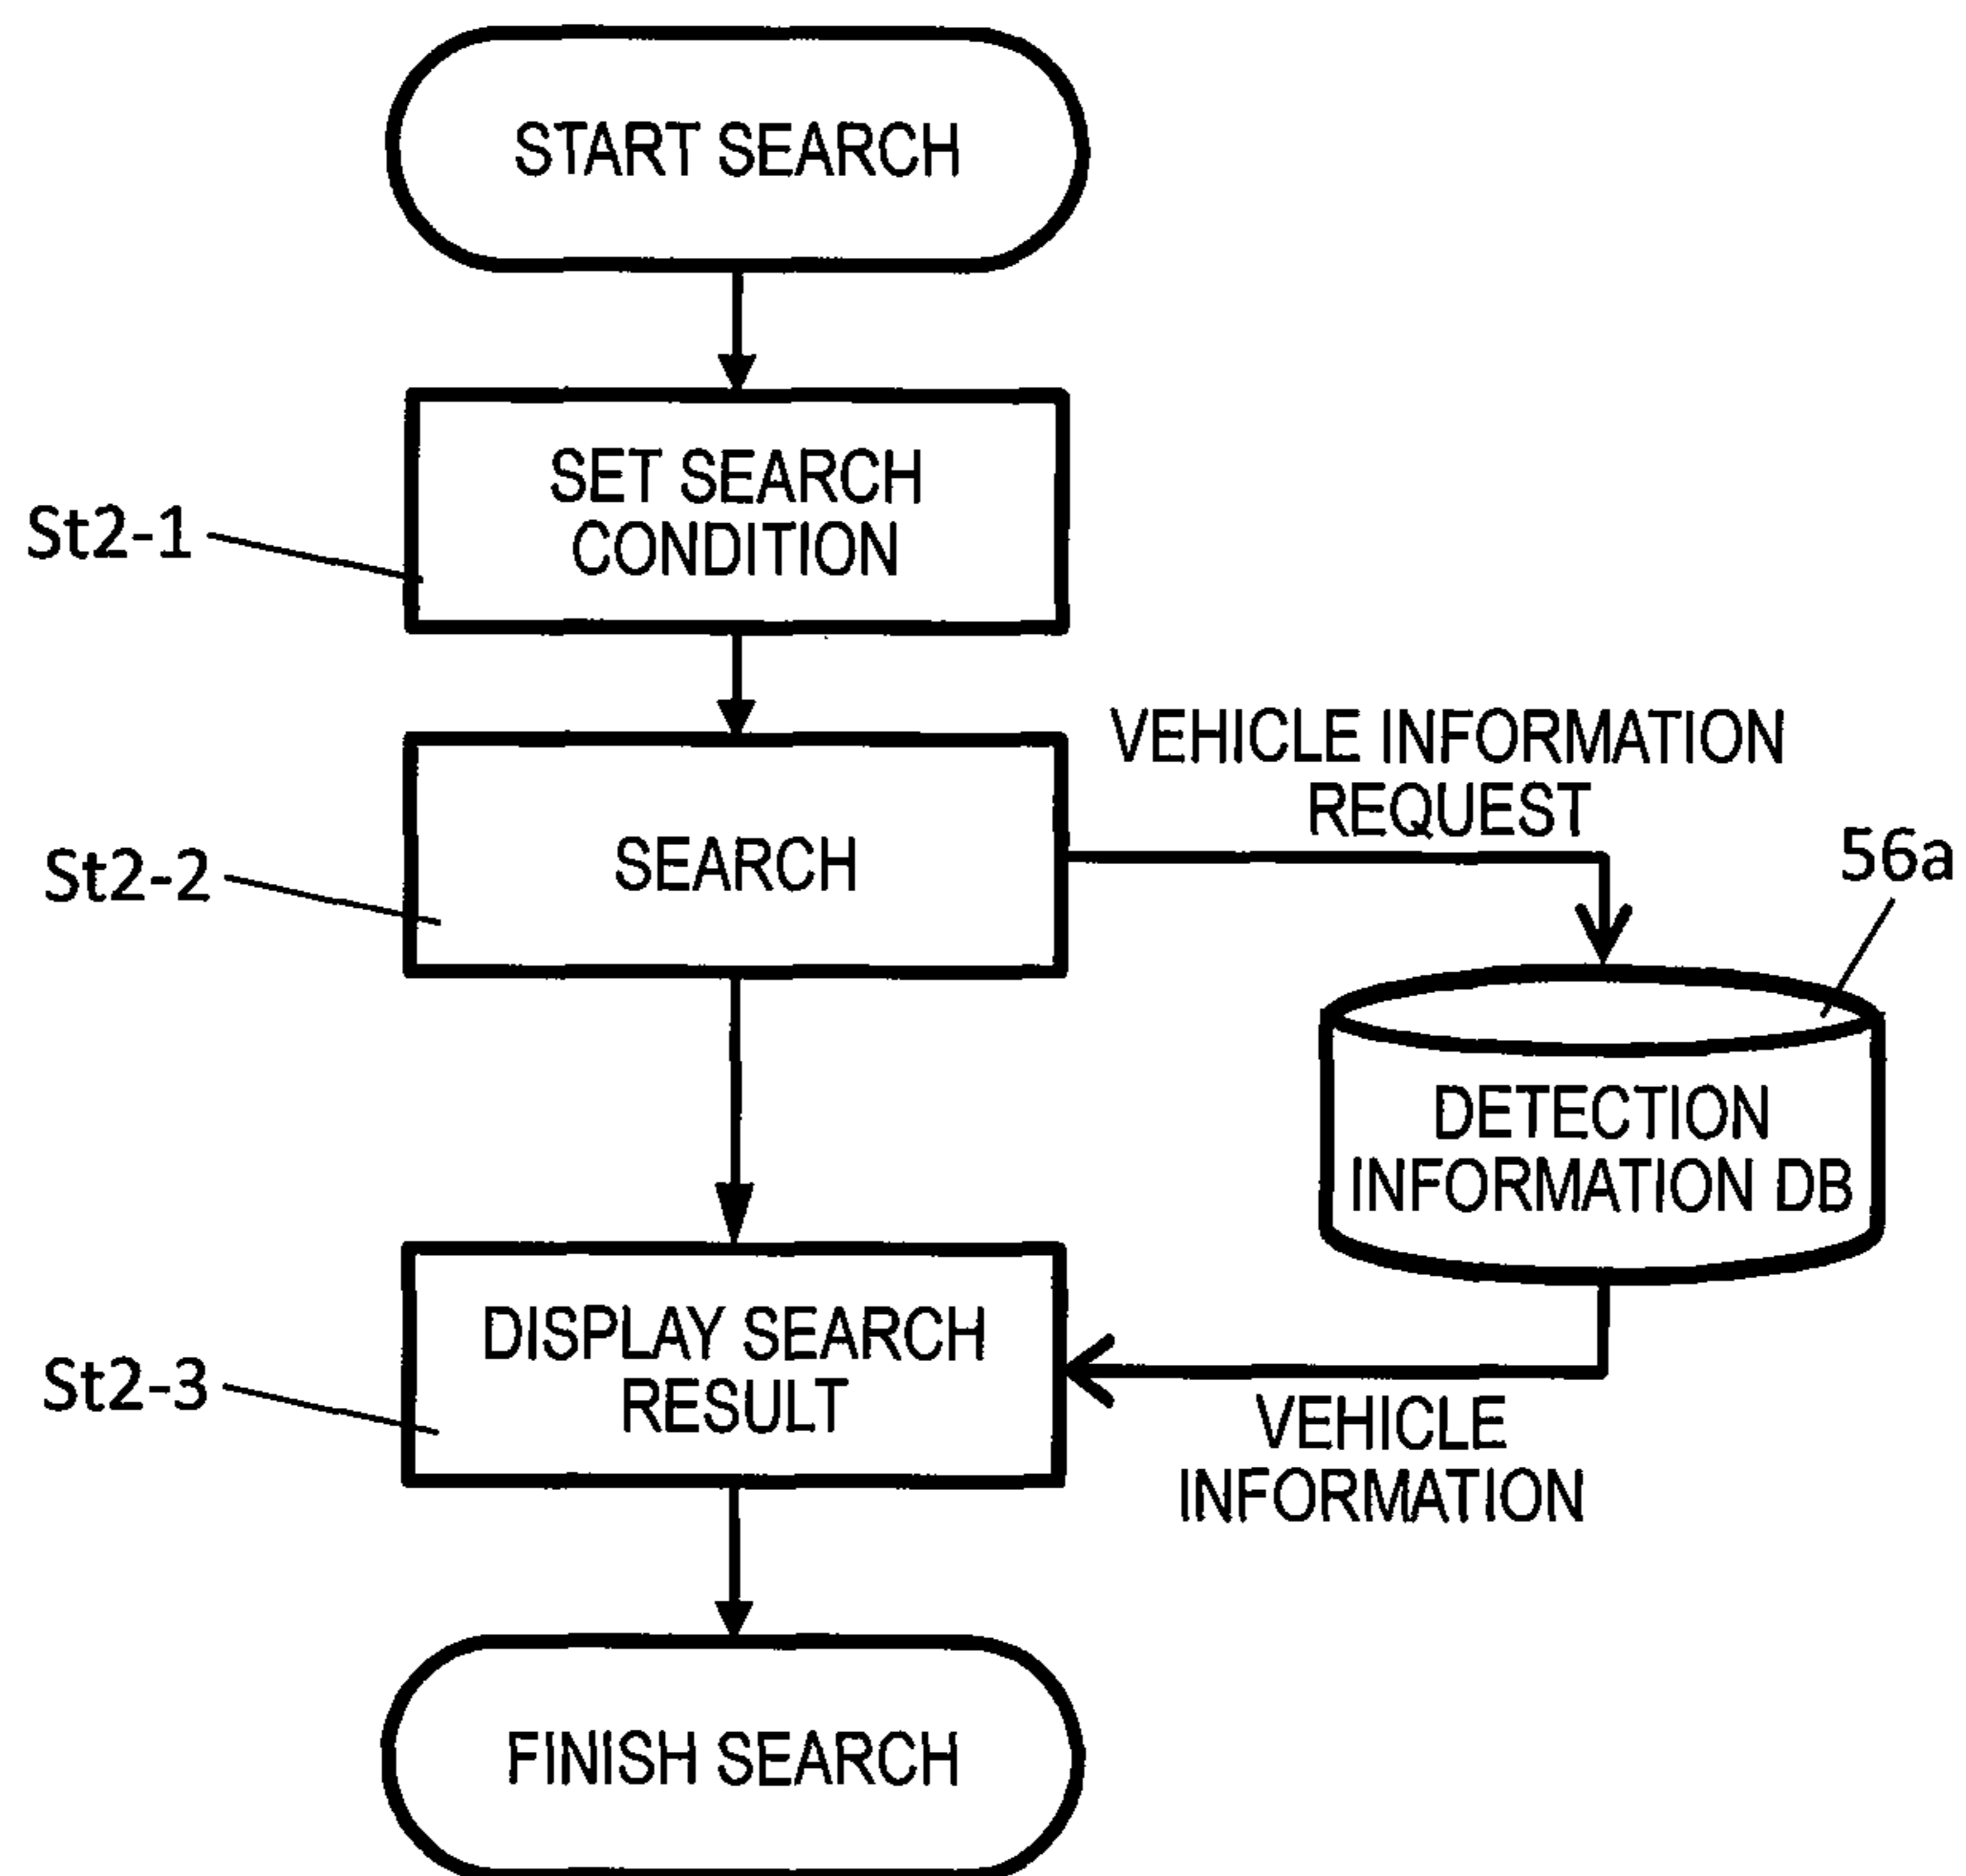 START SEARCH
SET SEARCH
CONDITION
St2-1
VEHICLE INFORMATION
REQUEST
SEARCH
St2-2
56a
DETECTION
INFORMATION DB
DISPLAY SEARCH
RESULT
St2-3
VEHICLE
INFORMATION
FINISH SEARCH